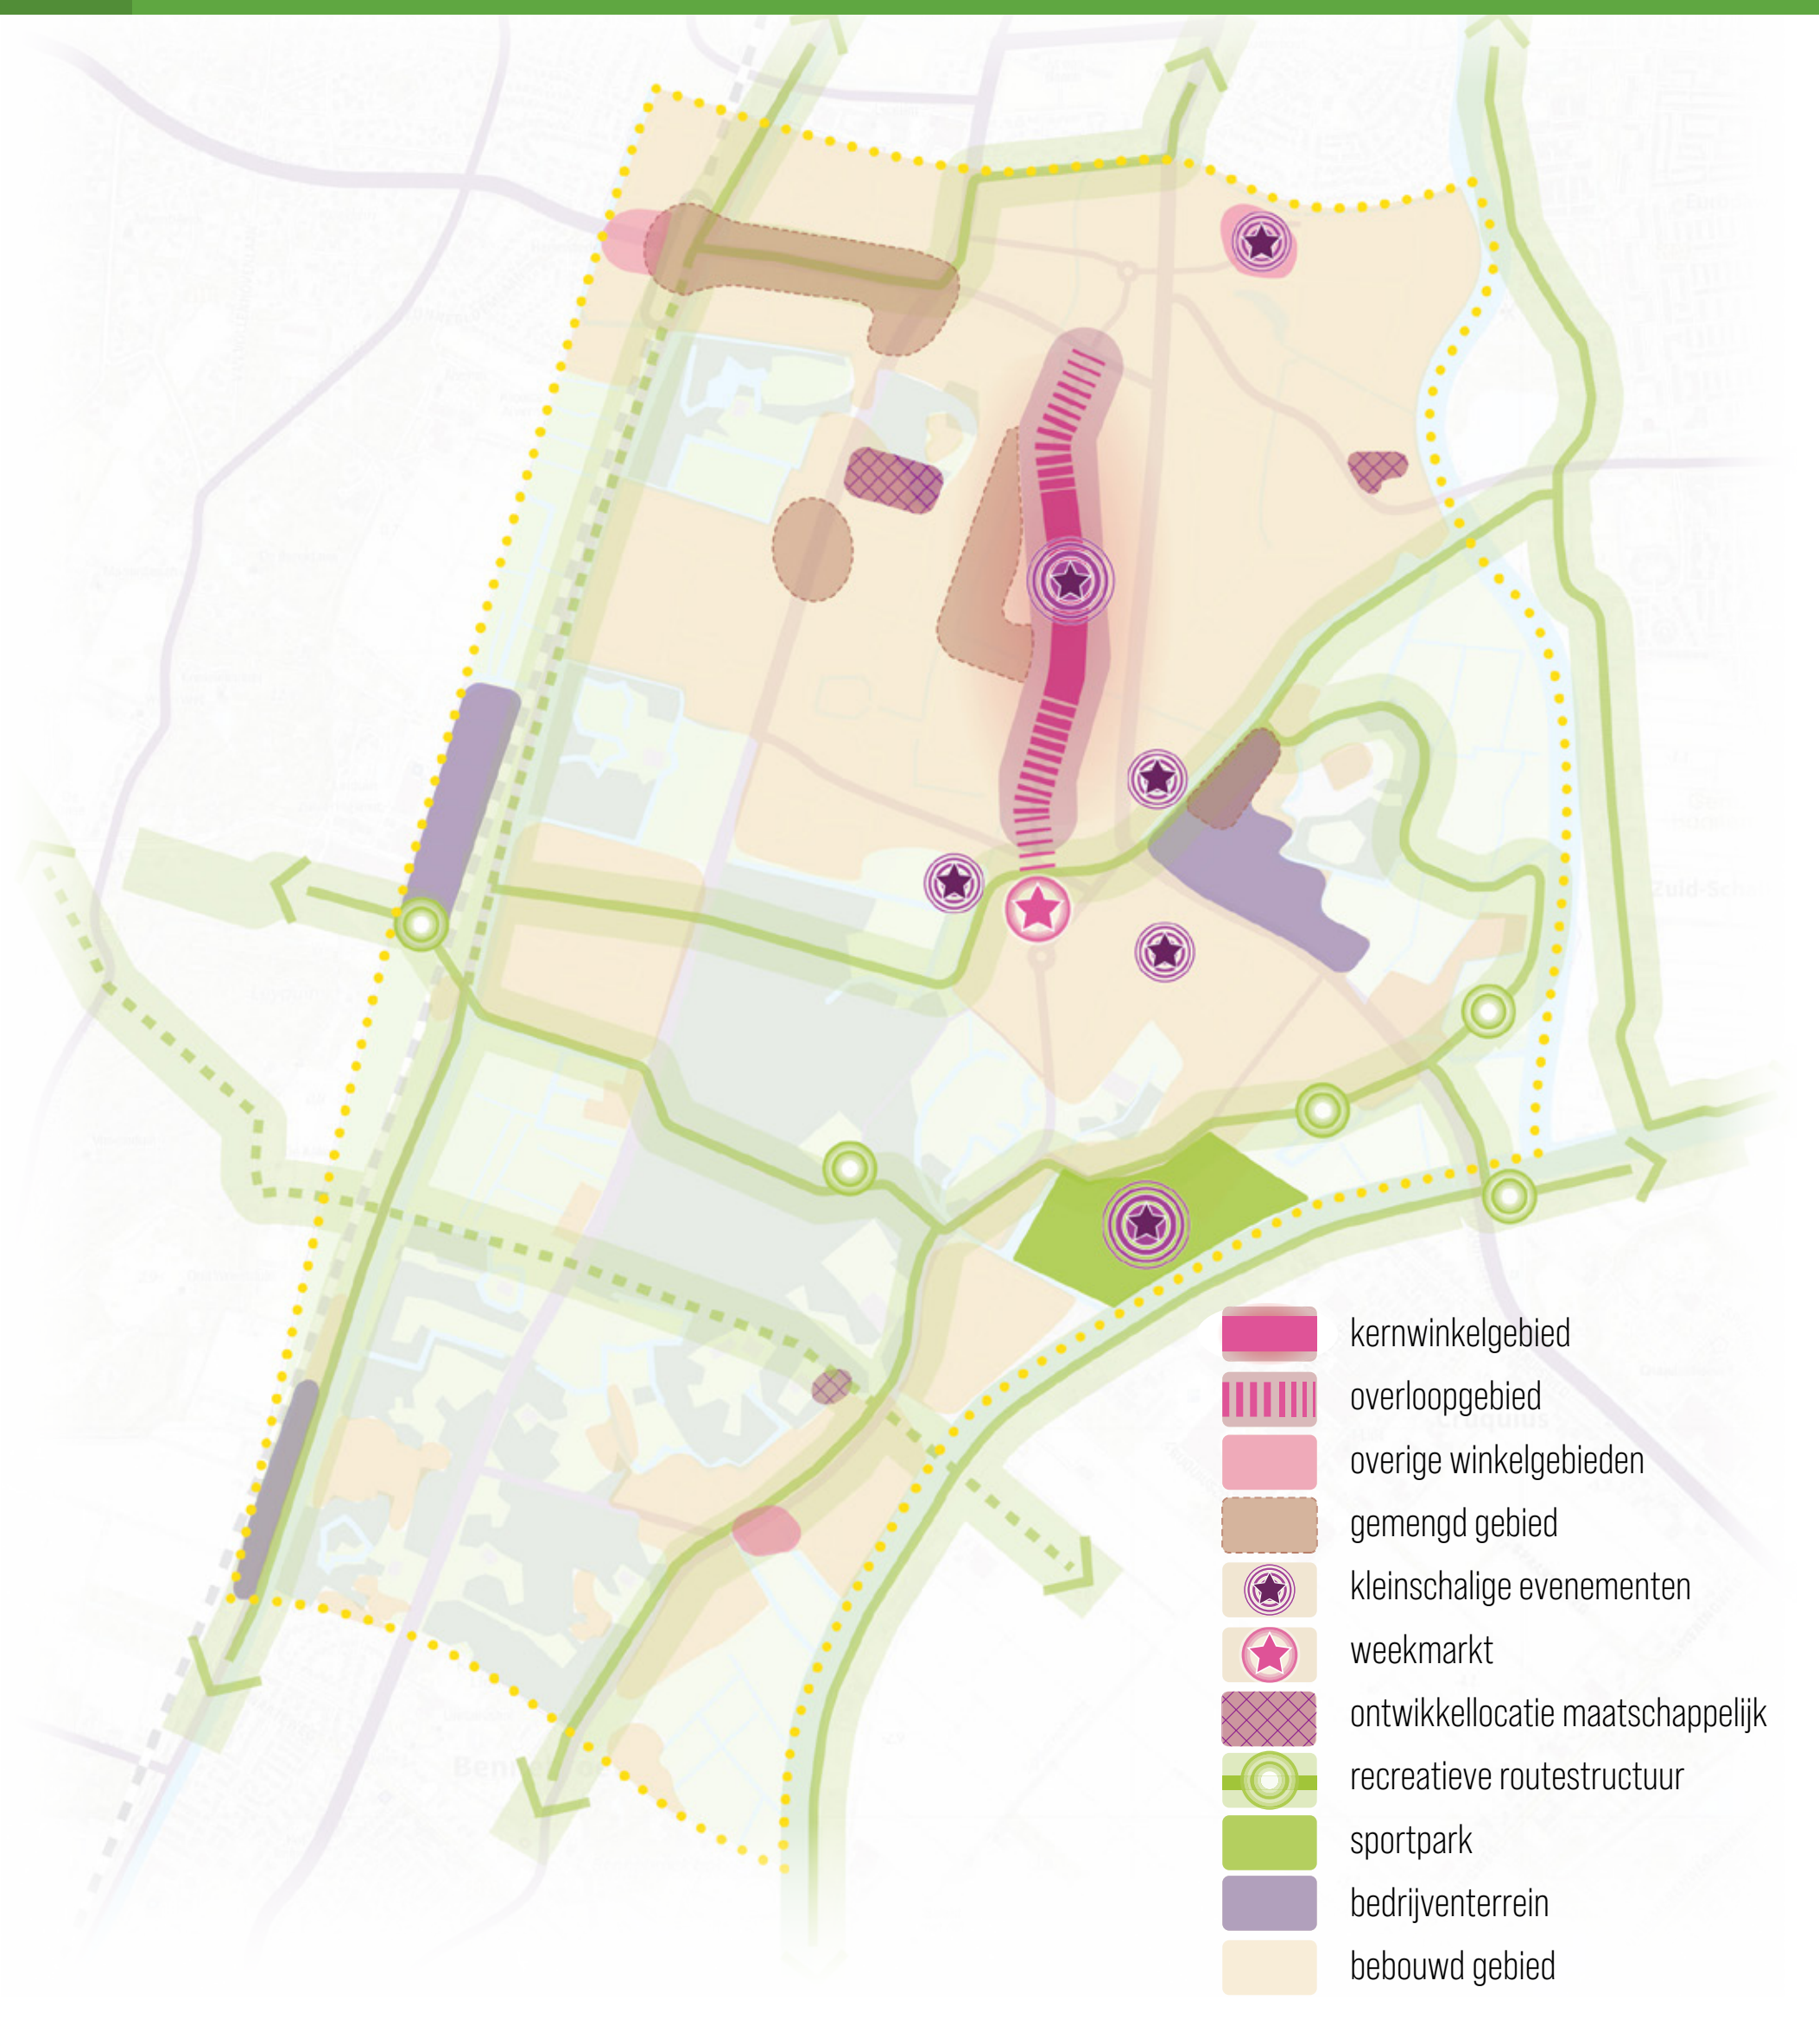 kernwinkelgebied
overloopgebied
overige winkelgebieden
gemengd gebied
kleinschalige evenementen
weekmarkt
ontwikkellocatie maatschappelijk
recreatieve routestructuur
sportpark
bedrijventerrein
bebouwd gebied